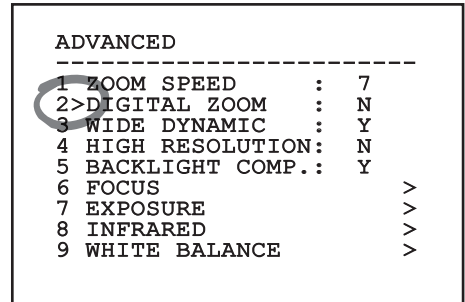 ADVANCED
-------------------------
1 ZOOM SPEED : 7
2>DIGITAL ZOOM : N
3 WIDE DYNAMIC : Y
4 HIGH RESOLUTION: N
5 BACKLIGHT COMP.: Y
6 FOCUS >
7 EXPOSURE >
8 INFRARED >
9 WHITE BALANCE >